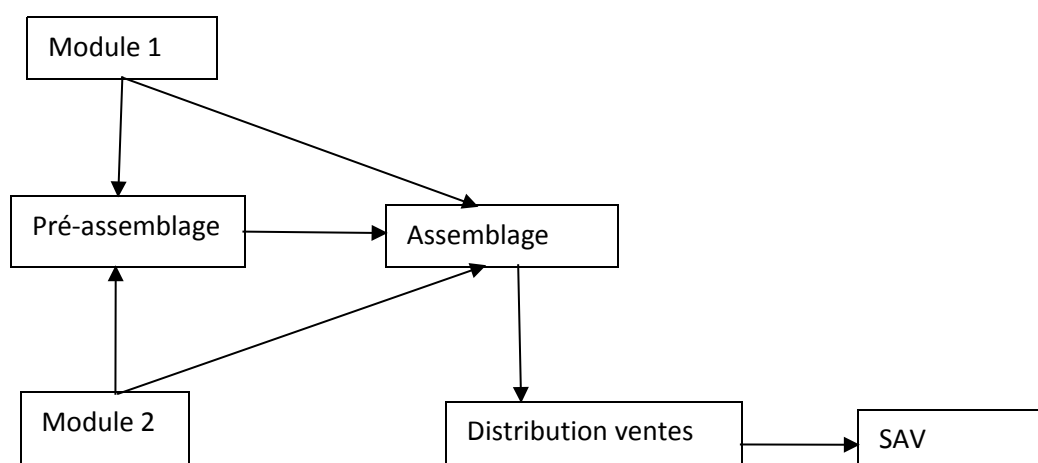 Module 1
Pré-assemblage
Assemblage
Module 2
Distribution ventes
SAV